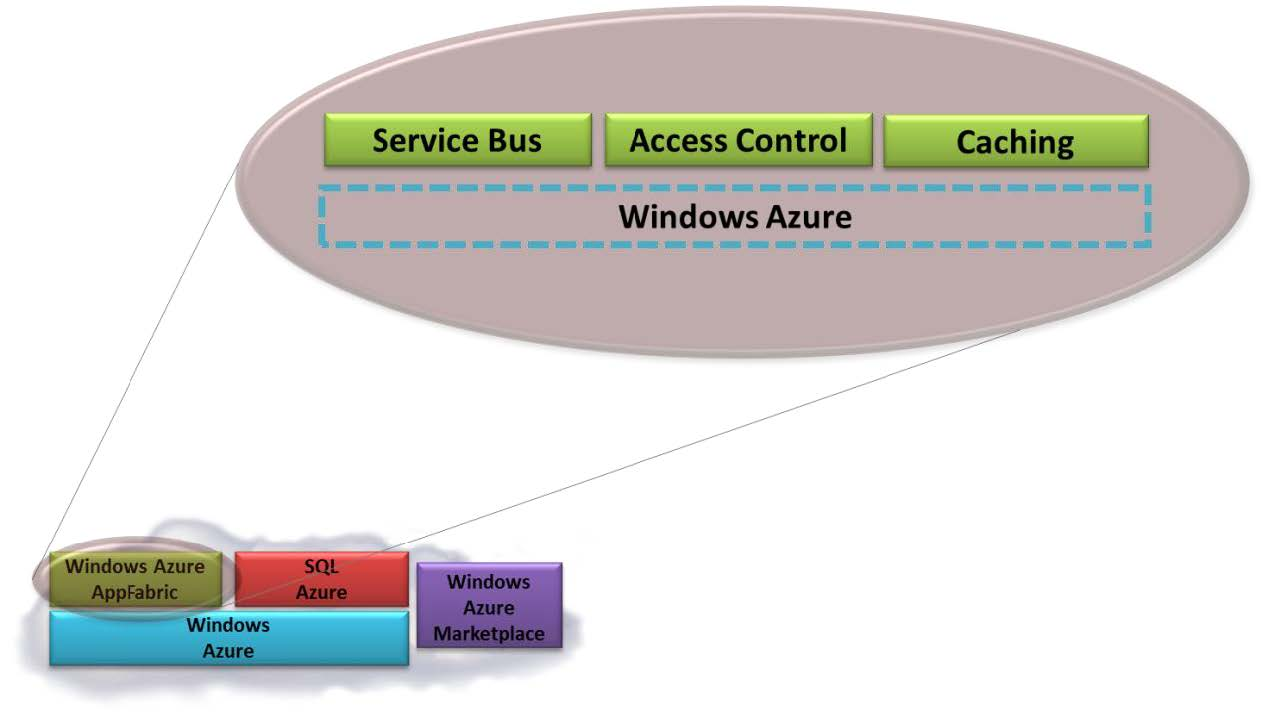 Service Bus
Access Control
Caching
Windows Azure
Windows Azure
AppFabric
SQL
Azure
Windows
Azure
Marketplace
Windows
Azure